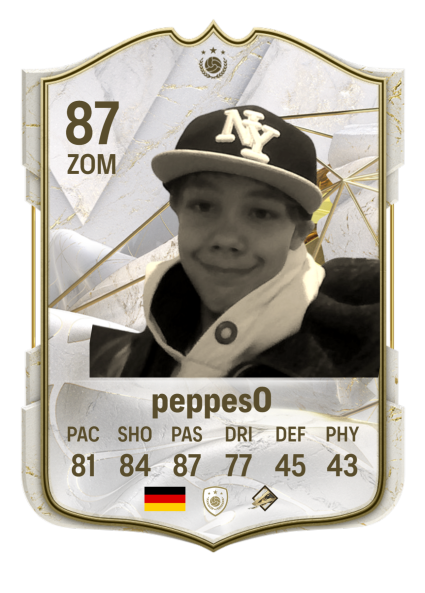 87
ZOM
NY
peppes0
PAC SHO PAS DRI DEF PHY
81 84 87 77 45 43